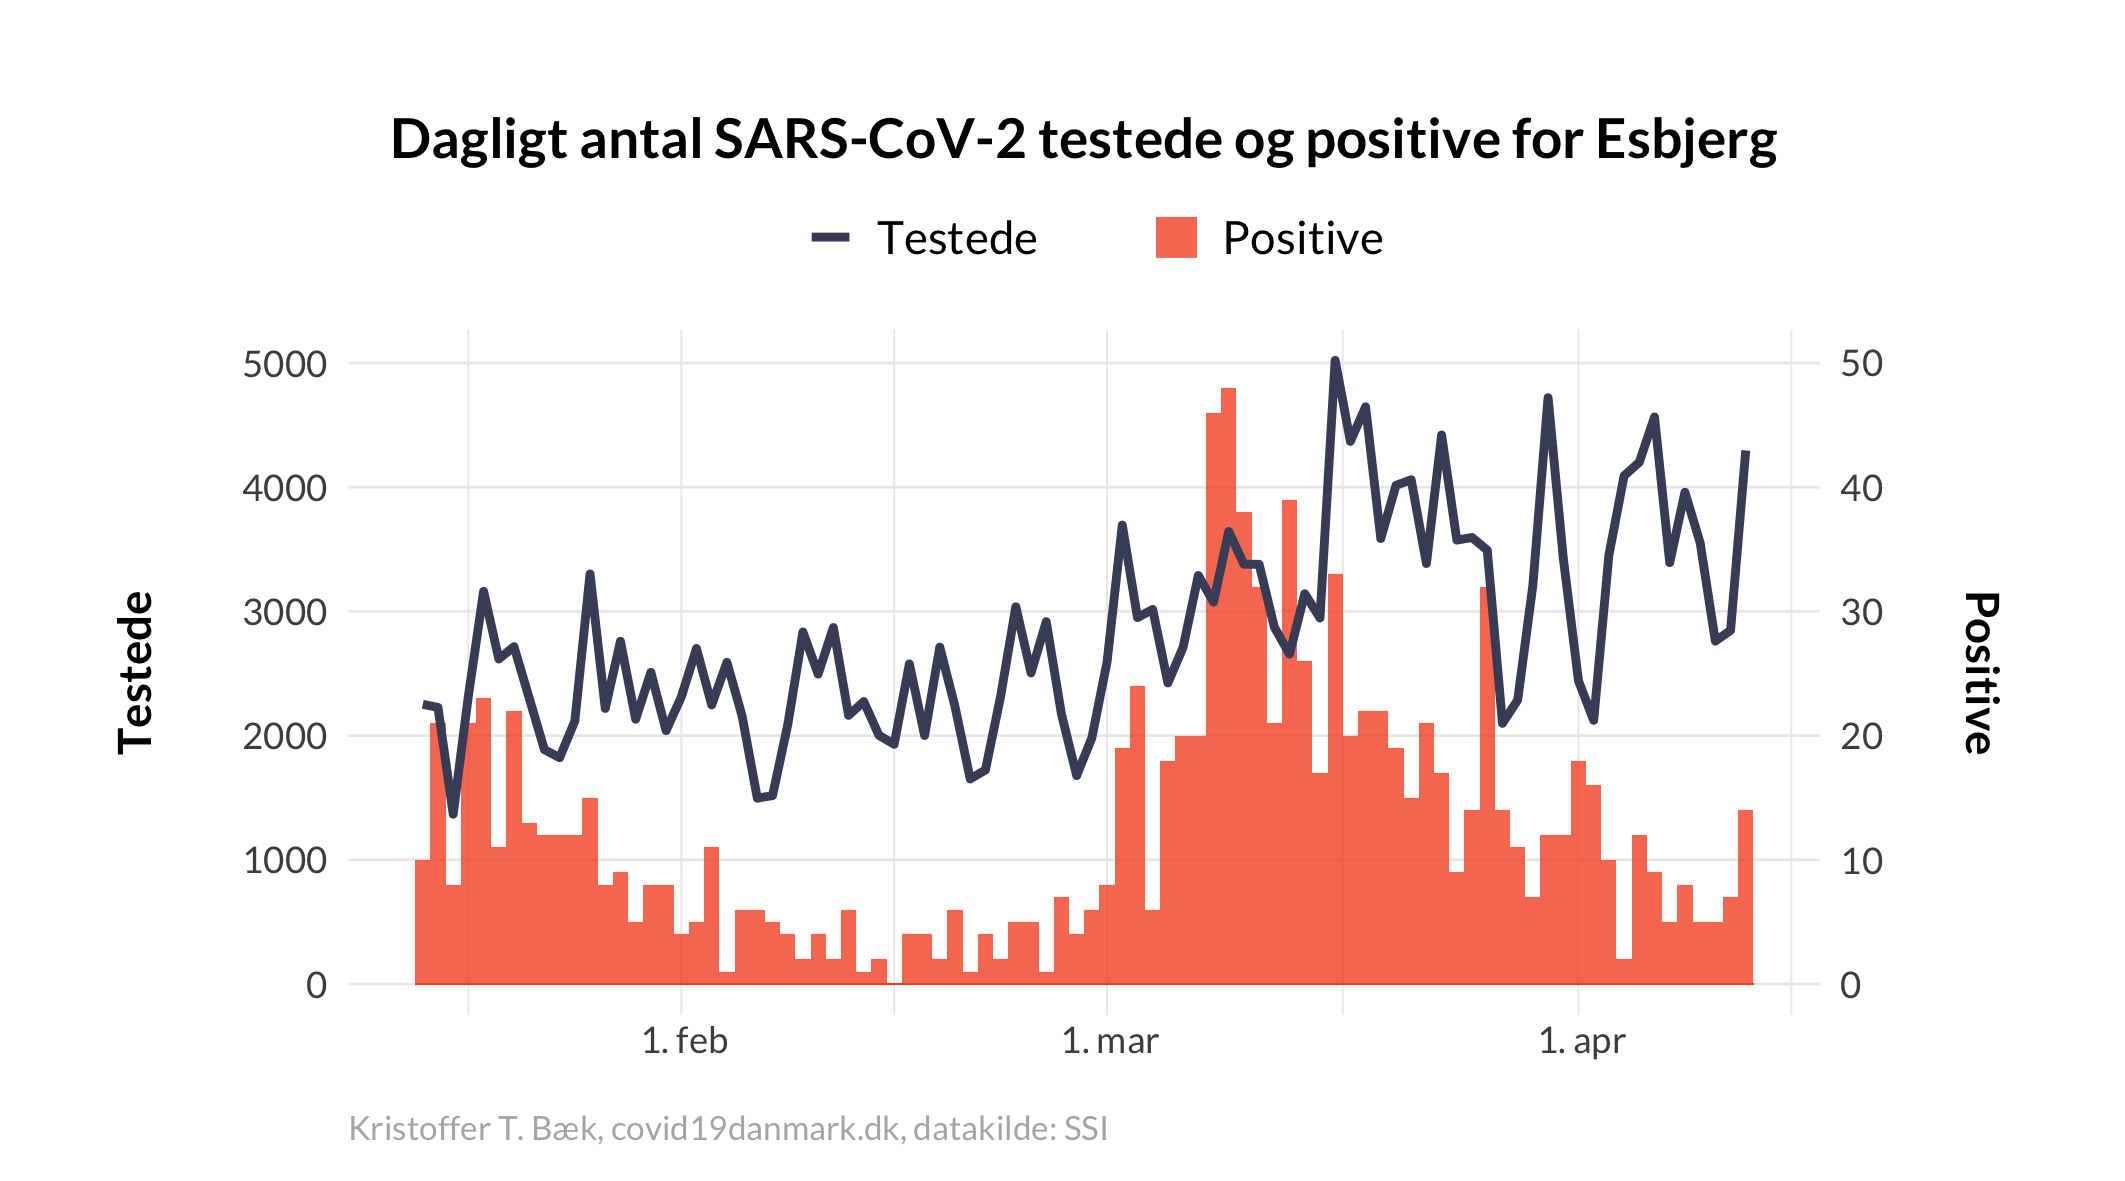 Dagligt antal SARS-CoV-2 testede og positive for Esbjerg
Testede
Positive
5000
4000
3000
2000
1000
0
Testede
50
40
30
20
10
0
Positive
1. feb
1. mar
1. apr
Kristoffer T. Bæk, covid19danmark.dk, datakilde: SSI